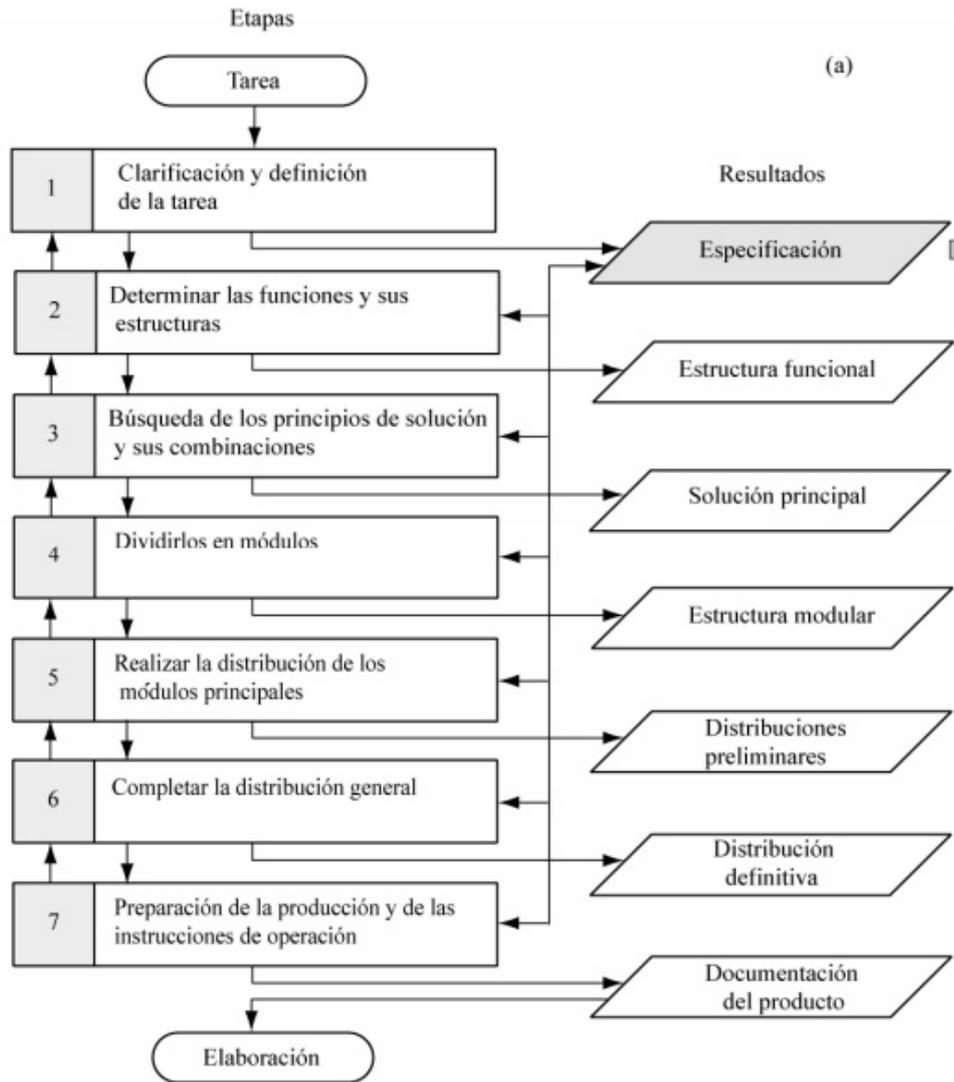 Etapas
Tarea
(a)
1
Clarificación y definición
de la tarea
Resultados
Especificación
2
Determinar las funciones y sus
estructuras
Estructura funcional
3
Búsqueda de los principios de solución
y sus combinaciones
Solución principal
4
Dividirlos en módulos
Estructura modular
5
Realizar la distribución de los
módulos principales
Distribuciones
preliminares
6
Completar la distribución general
Distribución
definitiva
7
Preparación de la producción y de las
instrucciones de operación
Documentación
del producto
Elaboración